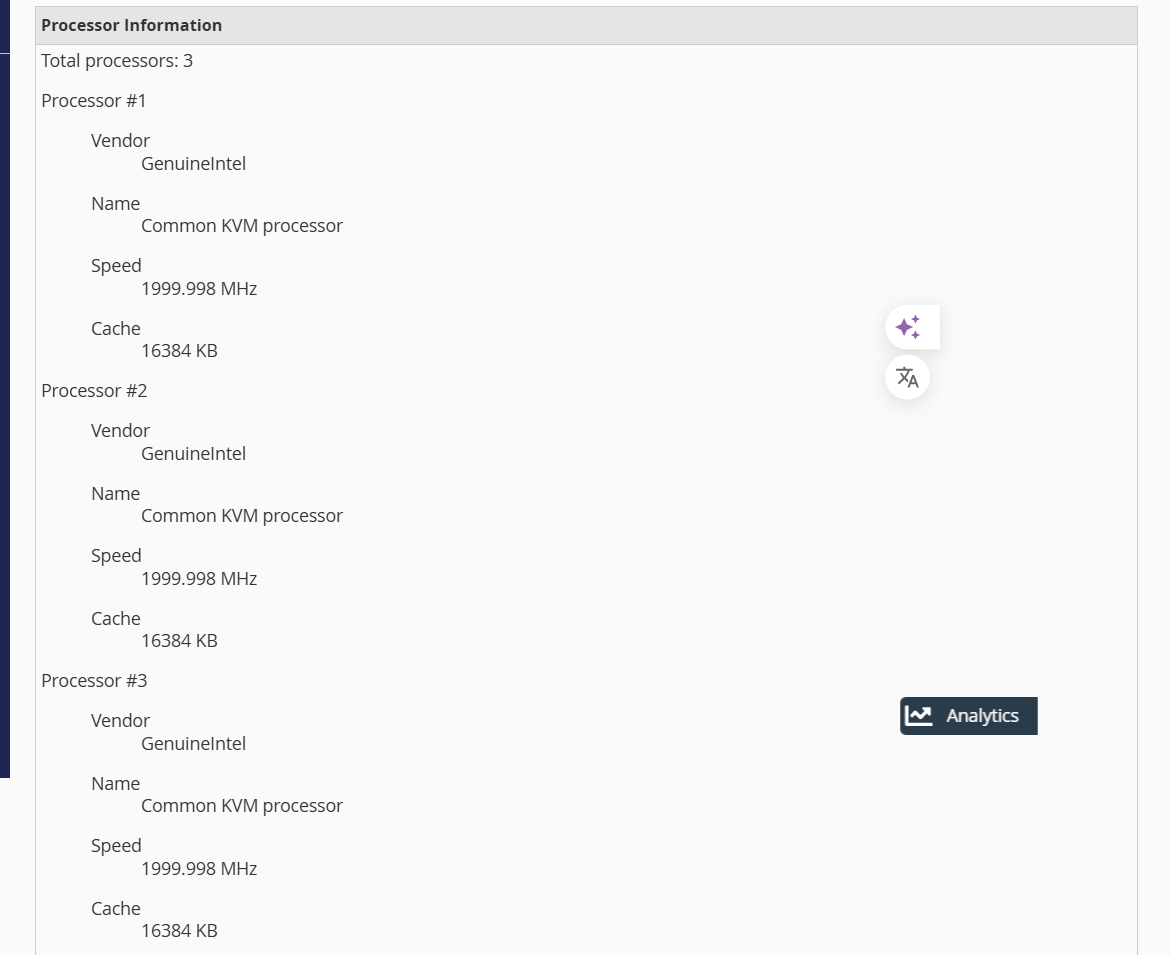 Processor Information
Total processors: 3
Processor #1
Vendor
GenuineIntel
Name
Common KVM processor
Speed
1999.998 MHz
Cache
16384 KB
Processor #2
Vendor
GenuineIntel
Name
Common KVM processor
Speed
1999.998 MHz
Cache
16384 KB
Processor #3
Analytics
Vendor
GenuineIntel
Name
Common KVM processor
Speed
1999.998 MHz
Cache
16384 KB